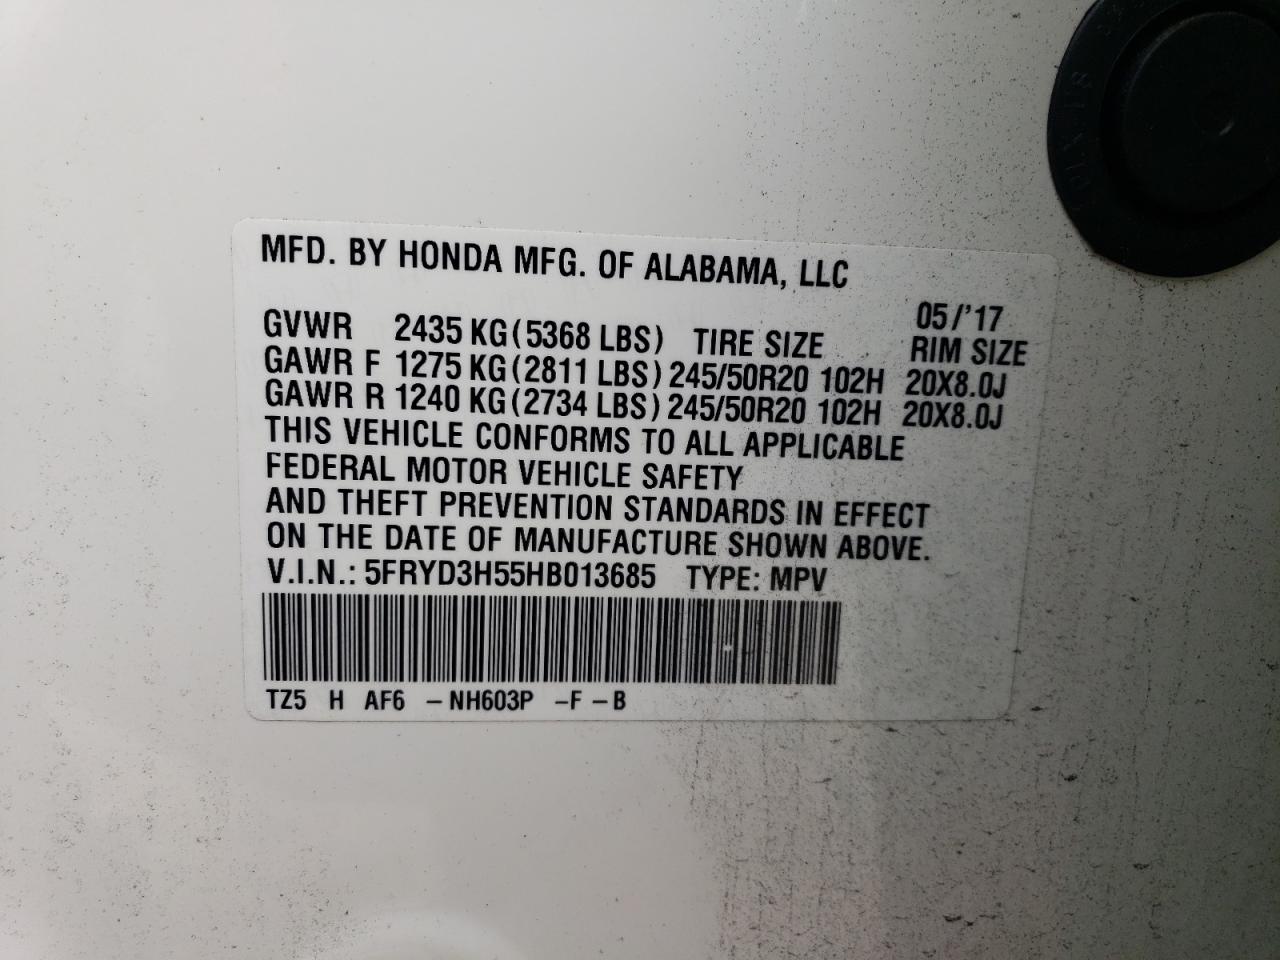 MFD. BY HONDA MFG. OF ALABAMA, LLC
05/'17
GVWR 2435 KG(5368 LBS) TIRE SIZE RIM SIZE
GAWR F 1275 KG(2811 LBS) 245/50R20 102H 20X8.0J
GAWR R 1240 KG(2734 LBS) 245/50R20 102H 20X8.0J
THIS VEHICLE CONFORMS TO ALL APPLICABLE
FEDERAL MOTOR VEHICLE SAFETY
AND THEFT PREVENTION STANDARDS IN EFFECT
ON THE DATE OF MANUFACTURE SHOWN ABOVE.
V.I.N.: 5FRYD3H55HB013685 TYPE: MPV
TZ5 H AF6 -NH603P -F-B